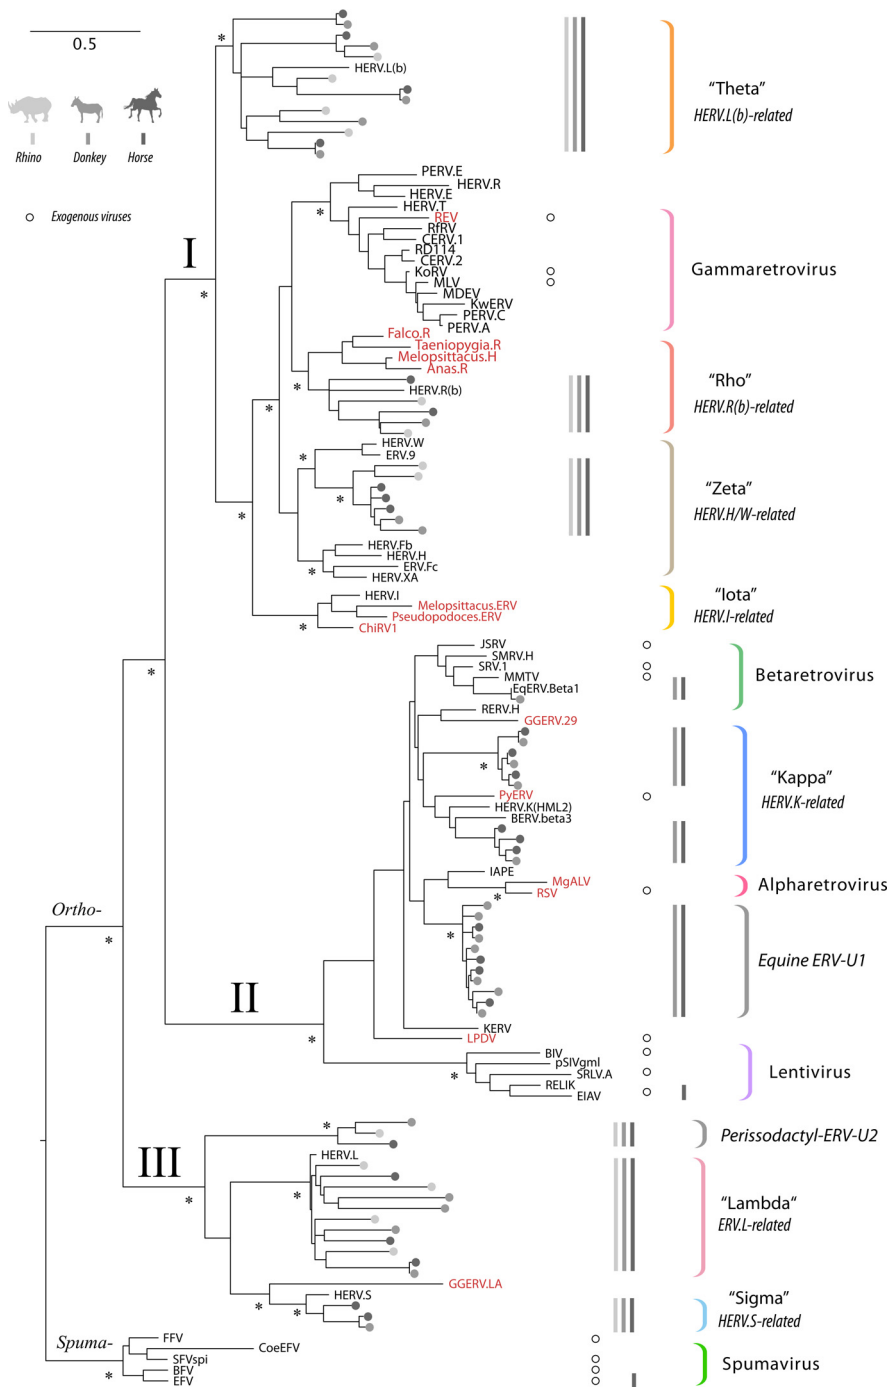 0.5
Rhino
Donkey
Horse
Exogenous viruses
*
HERV.L(b)
"Theta"
HERV.L(b)-related
I
*
PERV.E
HERV.R
HERV.E
HERV.T
*
REV
RfRV
CERV.1
RD114
CERV.2
KoRV
MLV
MDEV
KwERV
PERV.C
PERV.A
Gammaretrovirus
Falco.R
Taeniopygia.R
Melopsittacus.H
Anas.R
*
HERV.R(b)
*
"Rho"
HERV.R(b)-related
HERV.W
ERV.9
*
*
*
HERV.Fb
HERV.H
ERV.Fc
HERV.XA
*
"Zeta"
HERV.H/W-related
HERV.I
Melopsittacus.ERV
Pseudopodoces.ERV
ChiRV1
*
"Iota"
HERV.I-related
*
JSRV
SMRV.H
SRV.1
MMTV
EqERV.Beta1
Betaretrovirus
RERV.H
GGERV.29
*
PyERV
HERV.K(HML2)
BERV.beta3
"Kappa"
HERV.K-related
IAPE
MgALV
RSV
*
Alpharetrovirus
Ortho-
*
*
Equine ERV-U1
II
*
KERV
LPDV
BIV
pSIVgml
SRLV.A
RELIK
EIAV
*
Lentivirus
III
*
*
Perissodactyl-ERV-U2
HERV.L
*
"Lambda“
ERV.L-related
GGERV.LA
HERV.S
*
*
"Sigma"
HERV.S-related
Spuma-
*
FFV
CoeEFV
SFVspi
BFV
EFV
Spumavirus